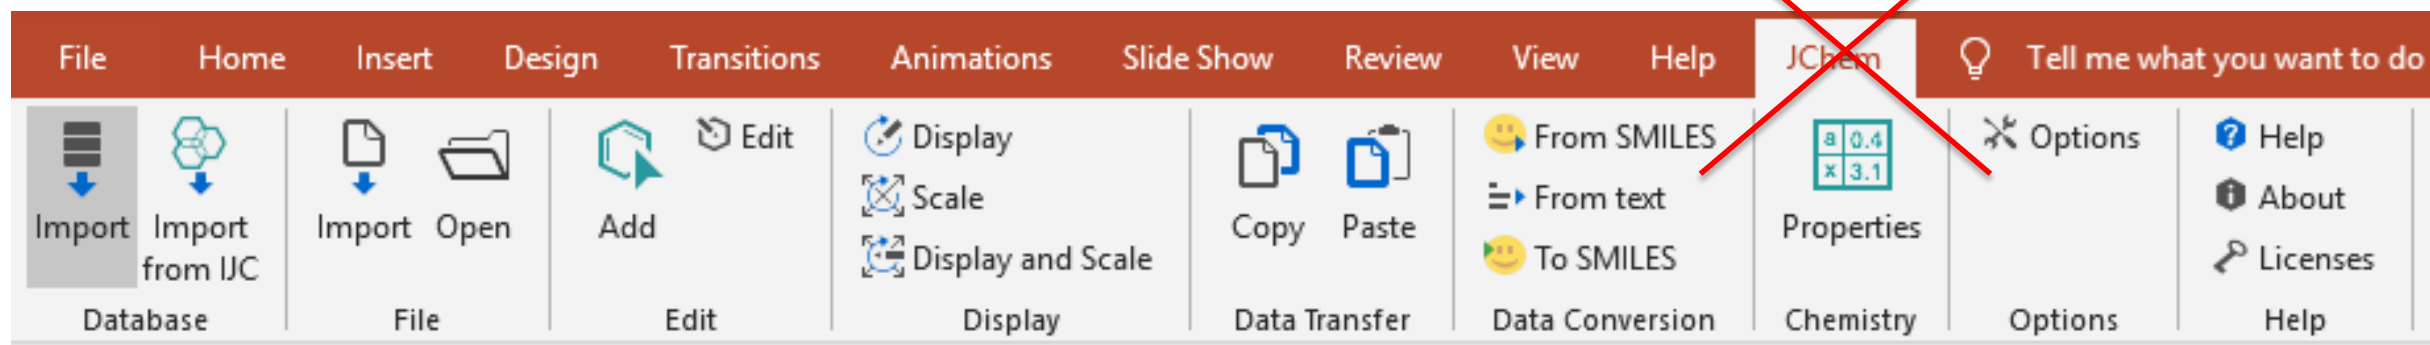 File Home Insert Design Transitions Animations Slide Show Review View Help JChem Tell me what you want to do
Import
Import from IJC
Database
Import
Open
File
Add
Edit
Edit
Display
Scale
Display and Scale
Display
Copy
Paste
Data Transfer
From SMILES
From text
To SMILES
Data Conversion
a 0.4
x 3.1
Properties
Chemistry
Options
Options
Help
About
Licenses
Help